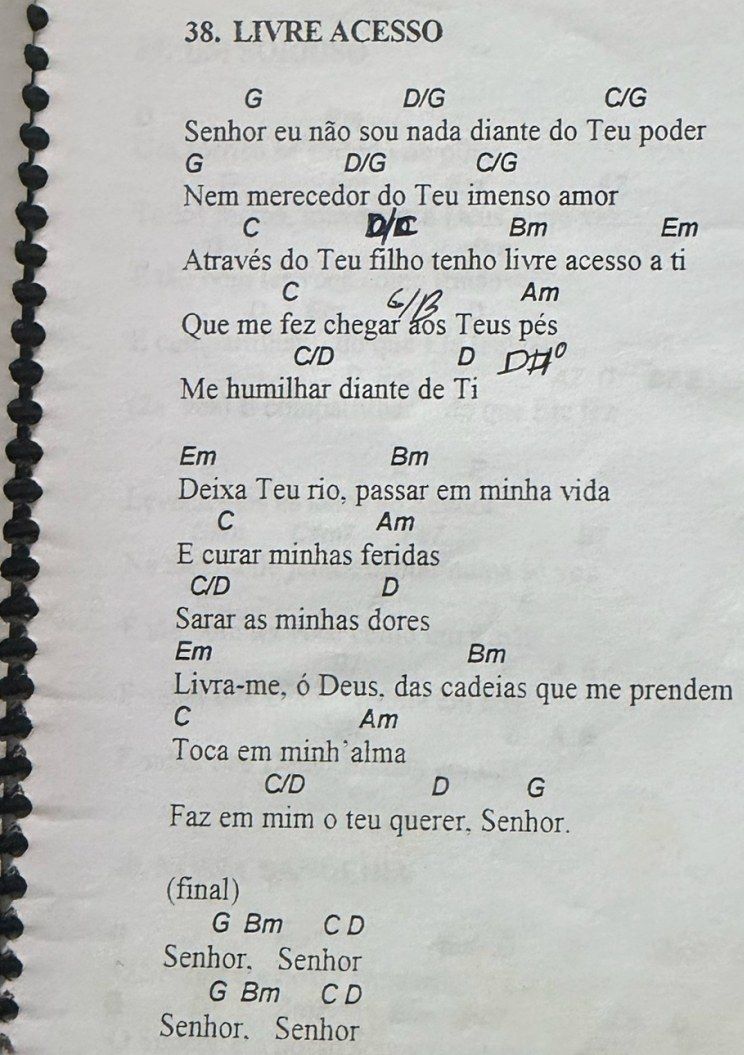 38. LIVRE ACESSO
G D/G C/G
Senhor eu não sou nada diante do Teu poder
G D/G C/G
Nem merecedor do Teu imenso amor
C D/C Bm Em
Através do Teu filho tenho livre acesso a ti
C G/B Am
Que me fez chegar aos Teus pés
C/D D D#º
Me humilhar diante de Ti
Em Bm
Deixa Teu rio, passar em minha vida
C Am
E curar minhas feridas
C/D D
Sarar as minhas dores
Em Bm
Livra-me, ó Deus, das cadeias que me prendem
C Am
Toca em minh'alma
C/D D G
Faz em mim o teu querer, Senhor.
(final)
G Bm C D
Senhor, Senhor
G Bm C D
Senhor, Senhor